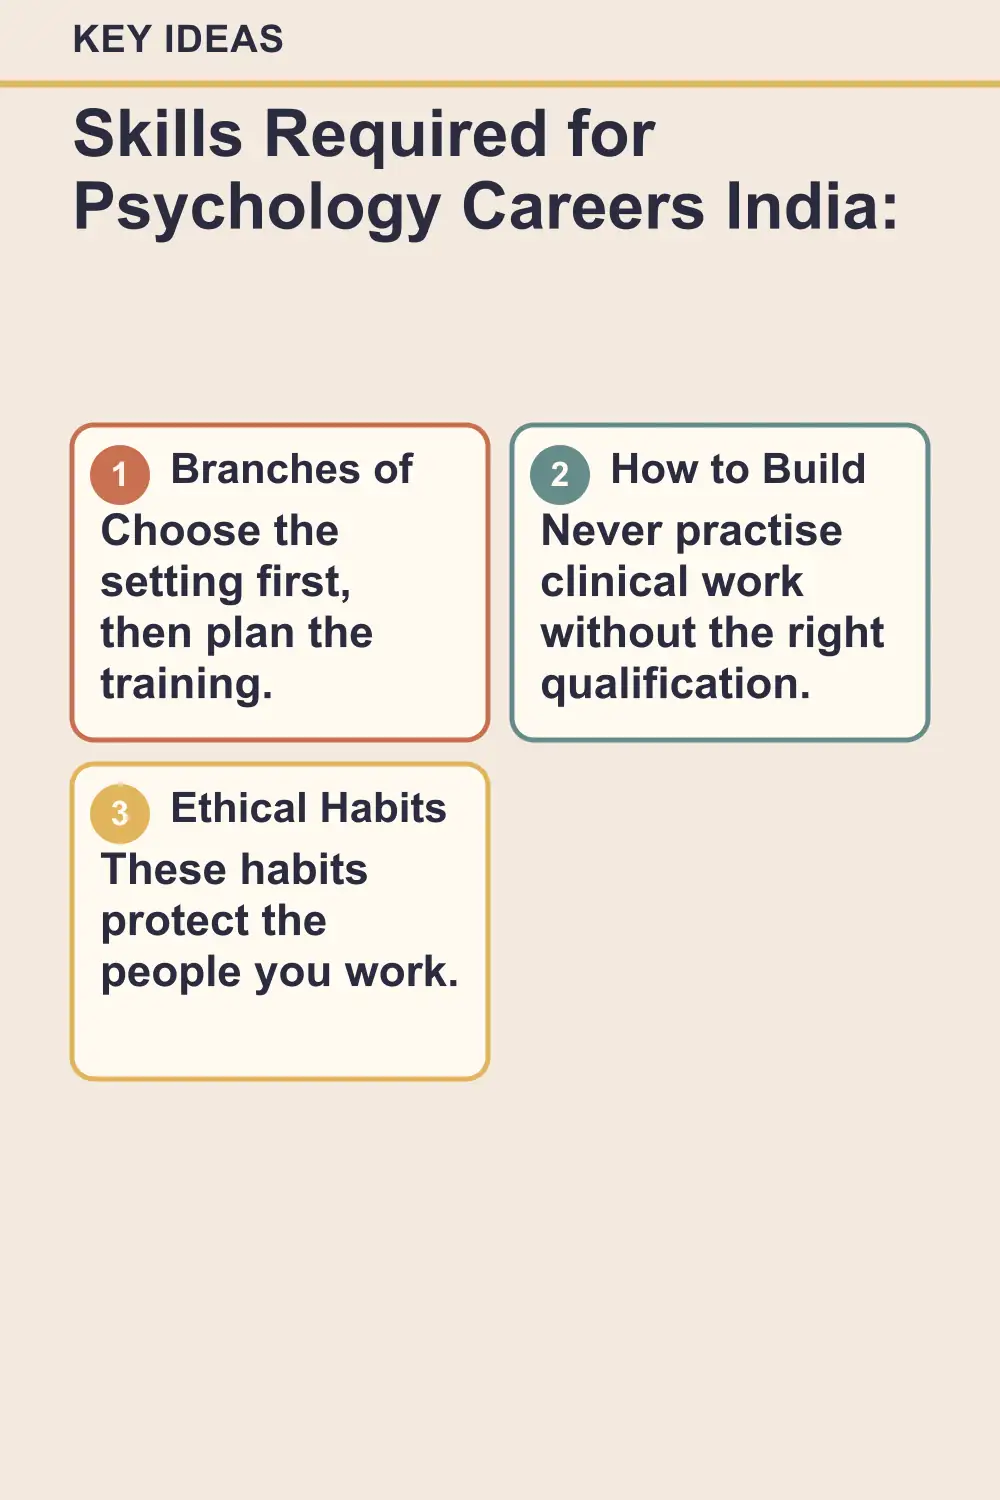 KEY IDEAS
Skills Required for
Psychology Careers India:
1 Branches of
Choose the
setting first,
then plan the
training.
2 How to Build
Never practise
clinical work
without the right
qualification.
3 Ethical Habits
These habits
protect the
people you work.